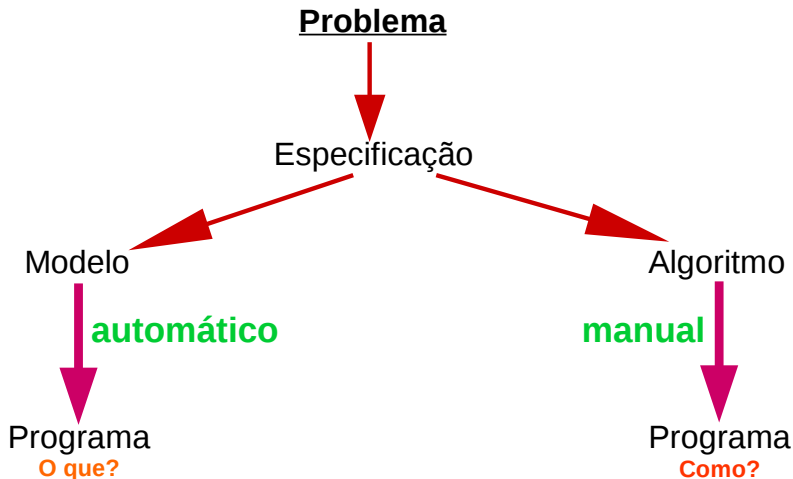 Problema
Especificação
Modelo
Algoritmo
automático
manual
Programa
Programa
O que?
Como?